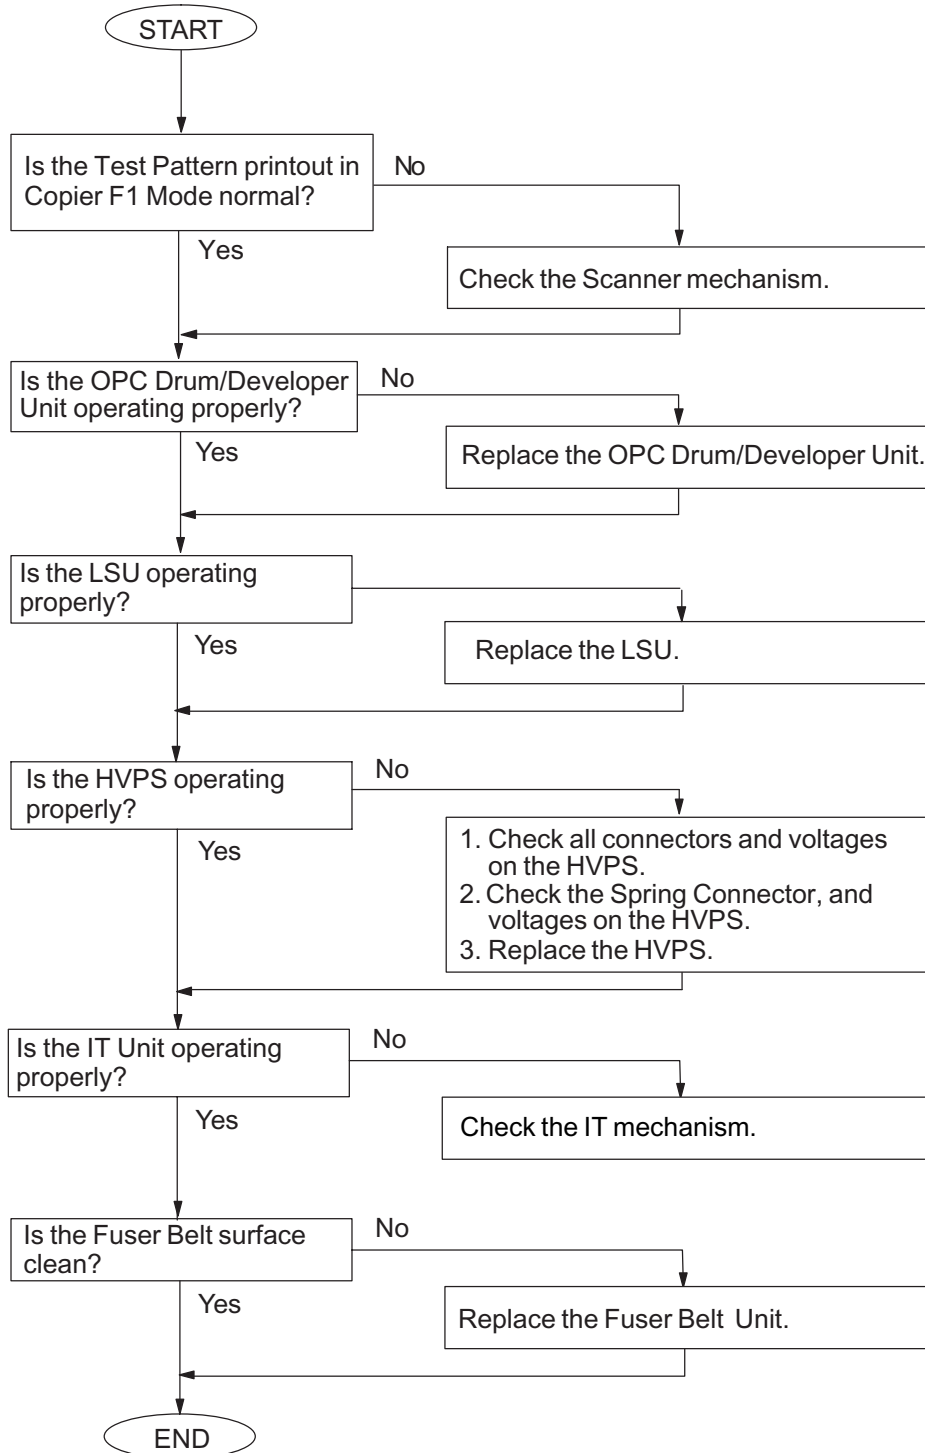 START
Is the Test Pattern printout in
Copier F1 Mode normal?
No
Yes
Check the Scanner mechanism.
Is the OPC Drum/Developer
Unit operating properly?
No
Yes
Replace the OPC Drum/Developer Unit.
Is the LSU operating
properly?
Yes
Replace the LSU.
Is the HVPS operating
properly?
No
Yes
1. Check all connectors and voltages
on the HVPS.
2. Check the Spring Connector, and
voltages on the HVPS.
3. Replace the HVPS.
Is the IT Unit operating
properly?
No
Yes
Check the IT mechanism.
Is the Fuser Belt surface
clean?
No
Yes
Replace the Fuser Belt Unit.
END